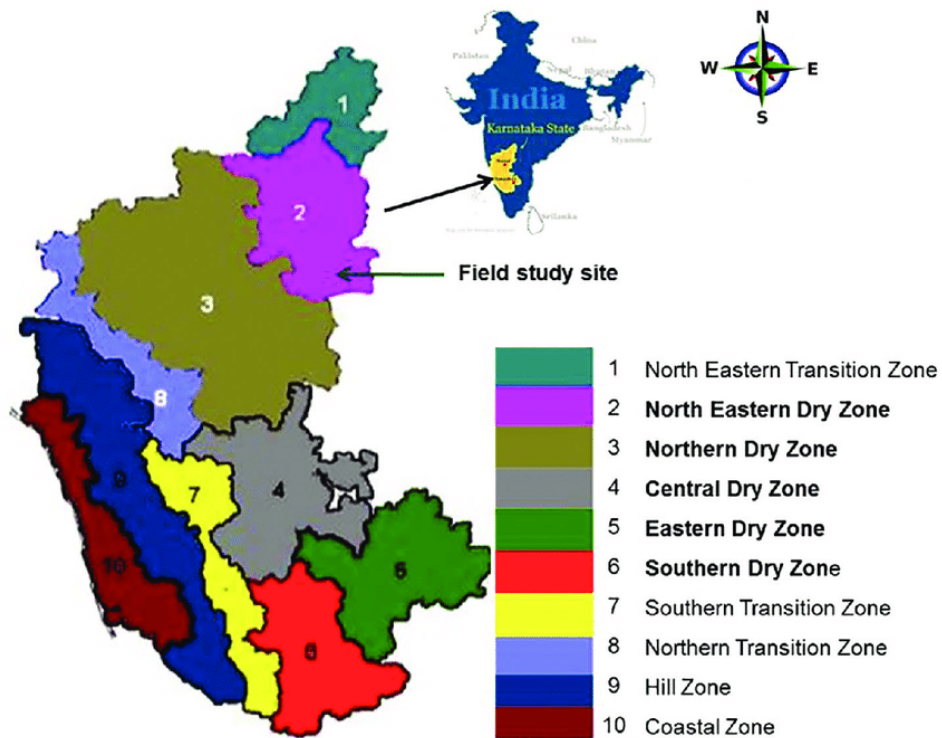 N
W
E
S
China
Pakistan
Nepal
Bhutan
India
Karnataka State
Bangladesh
Myanmar
Srilanka
1
2
Field study site
3
8
9
7
4
10
6
1 North Eastern Transition Zone
2 North Eastern Dry Zone
3 Northern Dry Zone
4 Central Dry Zone
5 Eastern Dry Zone
6 Southern Dry Zone
7 Southern Transition Zone
8 Northern Transition Zone
9 Hill Zone
10 Coastal Zone